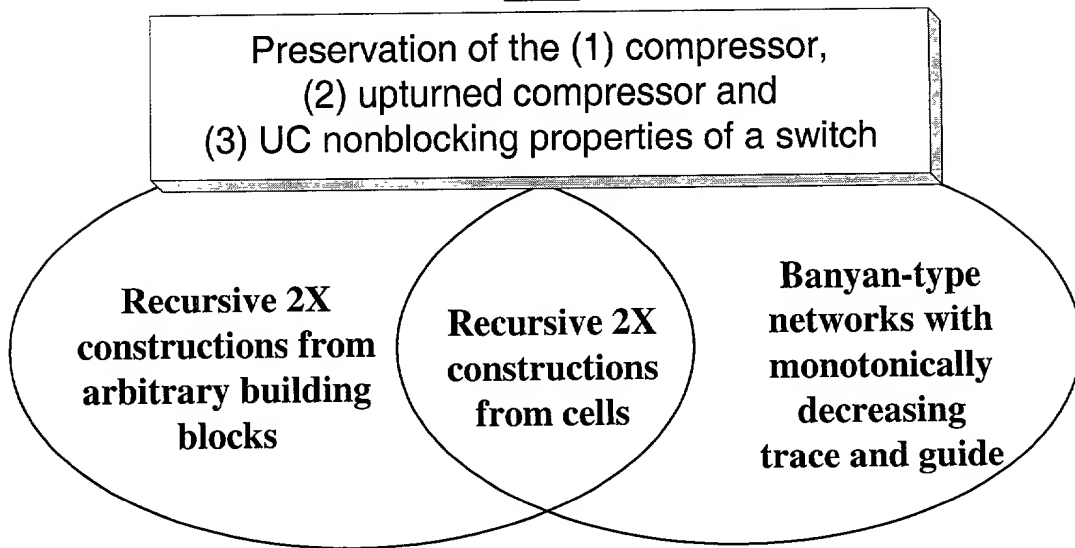 Preservation of the (1) compressor,
(2) upturned compressor and
(3) UC nonblocking properties of a switch
Recursive 2X
constructions from
arbitrary building
blocks
Recursive 2X
constructions
from cells
Banyan-type
networks with
monotonically
decreasing
trace and guide